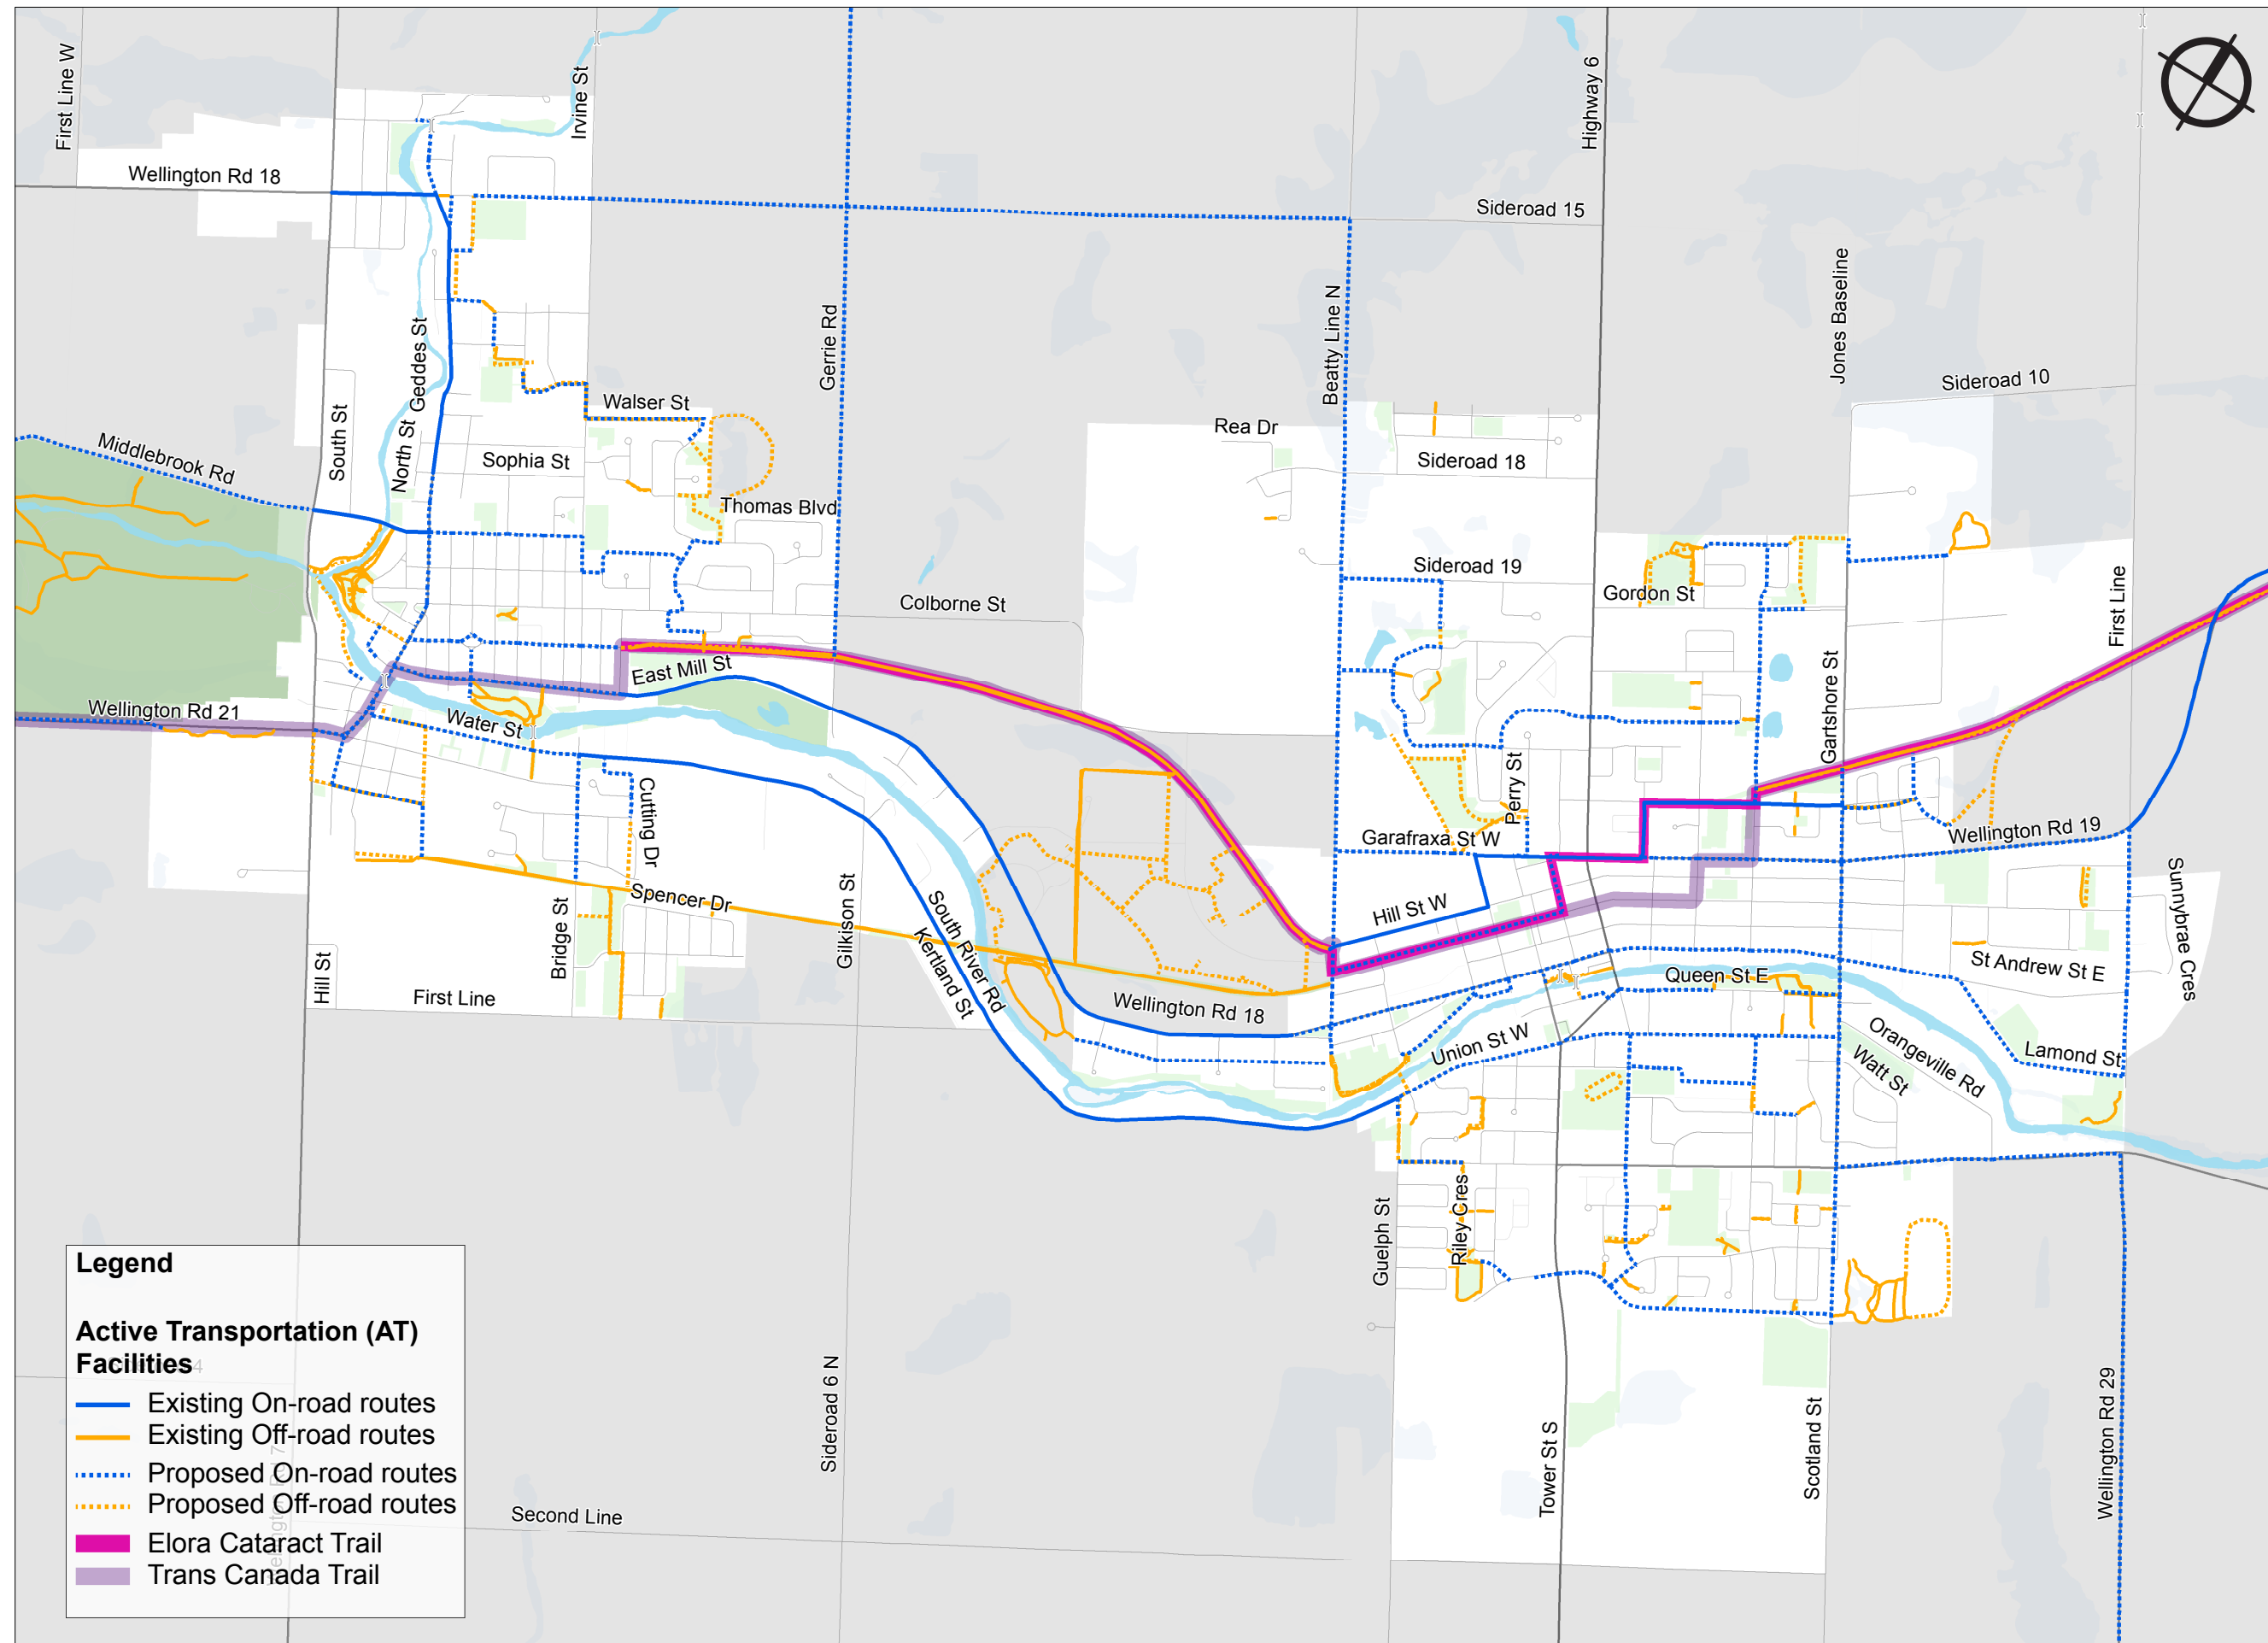 First Line W
Irvine St
Highway 6
Wellington Rd 18
Sideroad 15
Geddes St
Gerrie Rd
Beatty Line N
Jones Baseline
Sideroad 10
Walser St
South St
North St
Rea Dr
Middlebrook Rd
Sophia St
Sideroad 18
Thomas Blvd
Sideroad 19
Gordon St
Colborne St
First Line
East Mill St
Gartshore St
Wellington Rd 21
Water St
Perry St
Cutting Dr
Garafraxa St W
Wellington Rd 19
Spencer Dr
Sunnybrae Cres
Gilkison St
South River Rd
Hill St W
Bridge St
Kertland St
Queen St E
St Andrew St E
Hill St
First Line
Wellington Rd 18
Union St W
Orangeville Rd
Watt St
Lamond St
Guelph St
Riley Cres
Sideroad 6 N
Tower St S
Scotland St
Wellington Rd 29
Second Line
Legend
Active Transportation (AT)
Facilities
Existing On-road routes
Existing Off-road routes
Proposed On-road routes
Proposed Off-road routes
Elora Cataract Trail
Trans Canada Trail
Wellington Rd 7